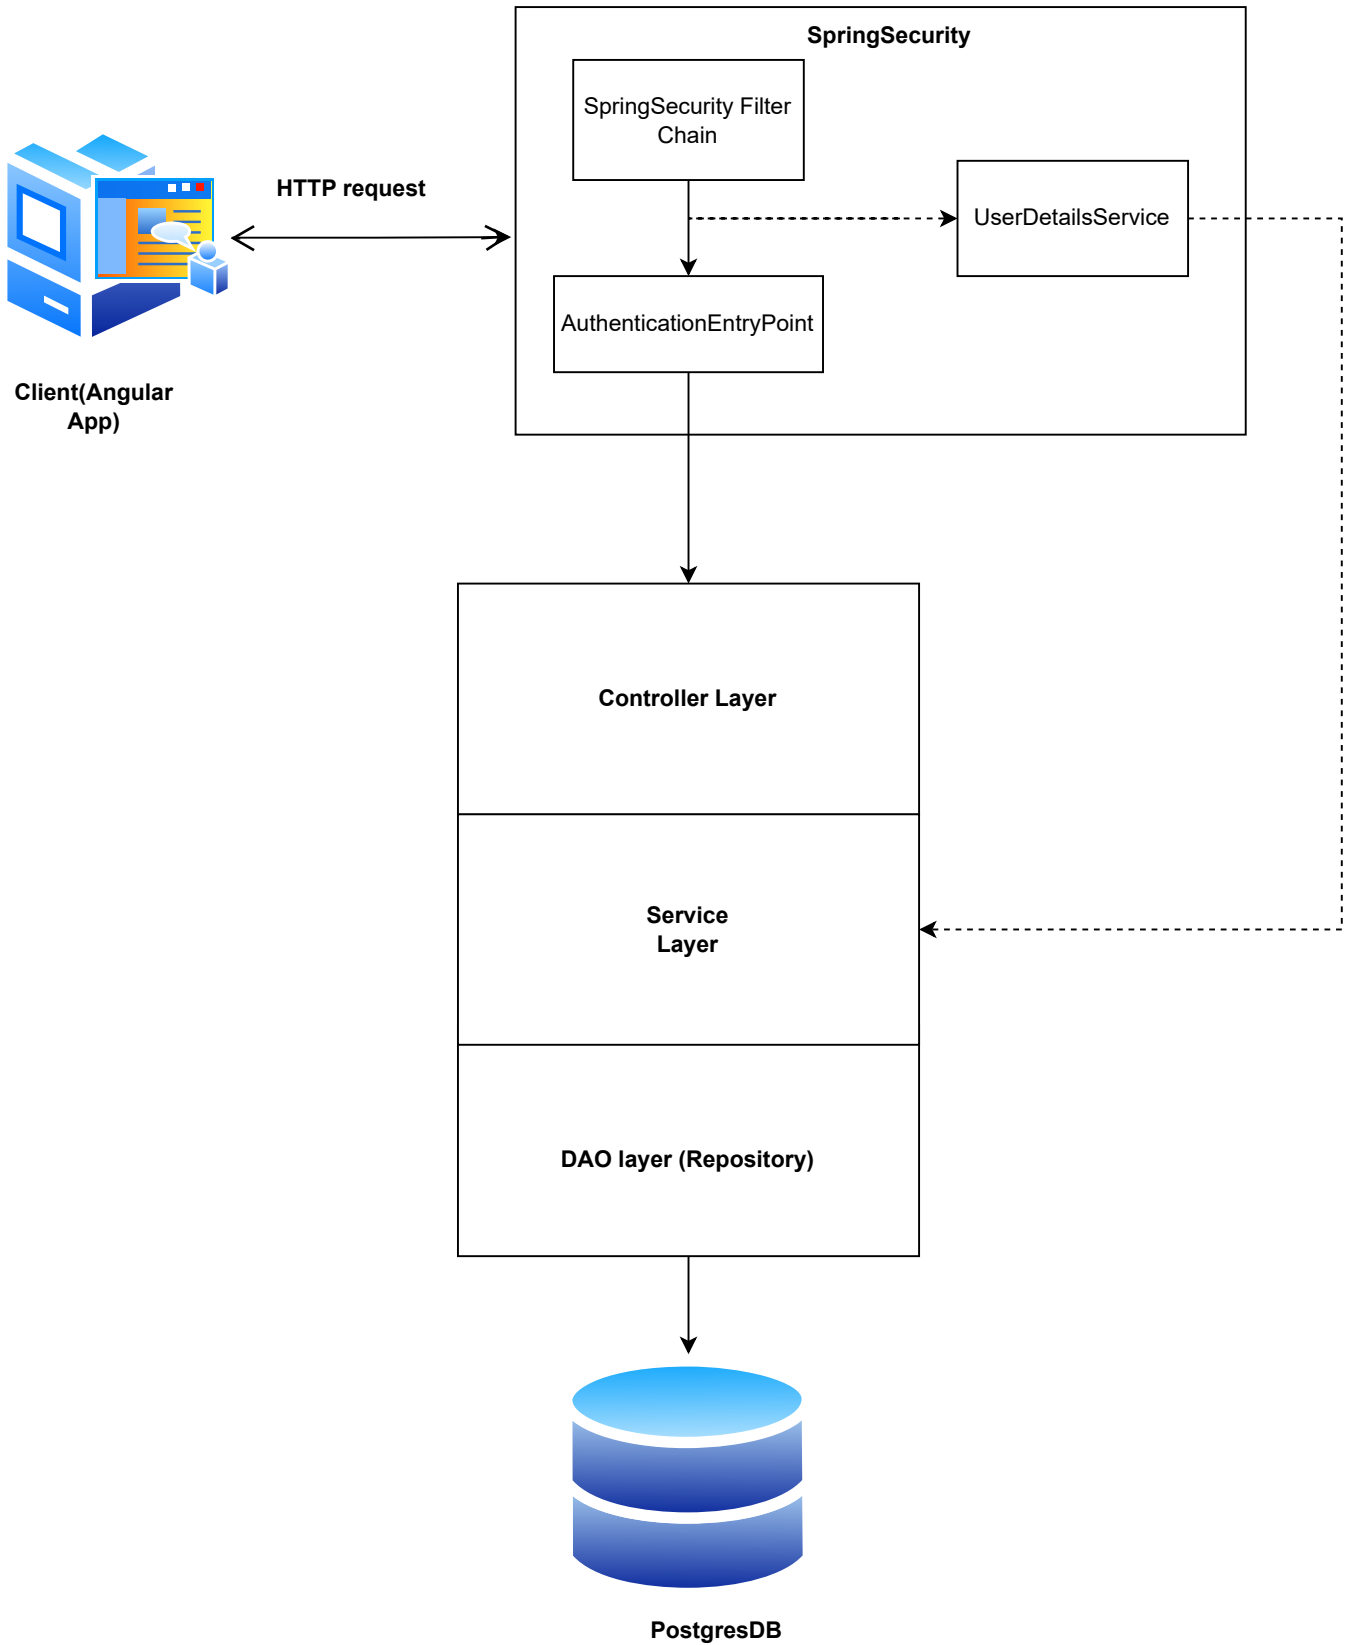 SpringSecurity
SpringSecurity Filter
Chain
HTTP request
UserDetailsService
AuthenticationEntryPoint
Client(Angular
App)
Controller Layer
Service
Layer
DAO layer (Repository)
PostgresDB